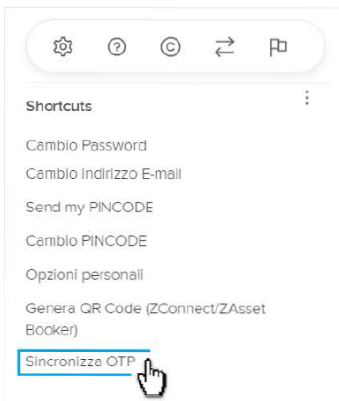 Shortcuts
Cambio Password
Cambio Indirizzo E-mail
Send my PINCODE
Cambio PINCODE
Opzioni personali
Genera QR Code (ZConnect/ZAsset
Booker)
Sincronizza OTP